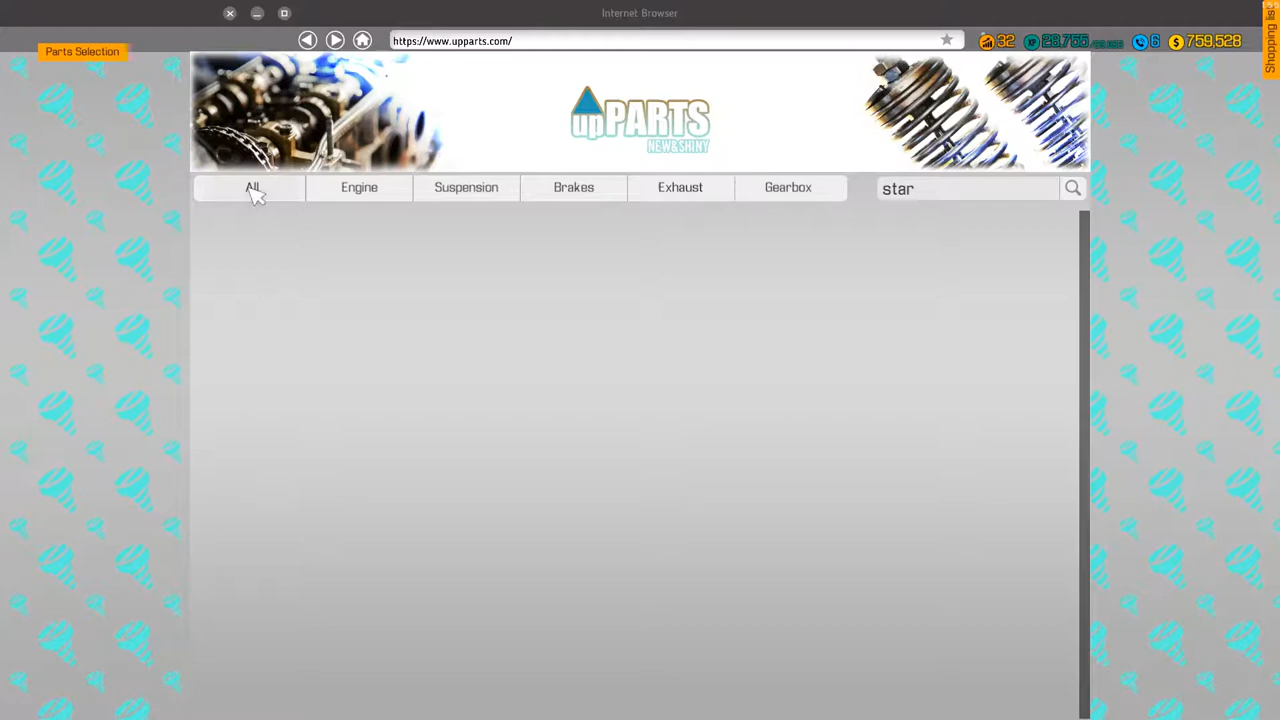 Internet Browser
Parts Selection
https://www.upparts.com/
32
XP
6
$
759,528
Shopping list
upPARTS
NEW&SHINY
All
Engine
Suspension
Brakes
Exhaust
Gearbox
star